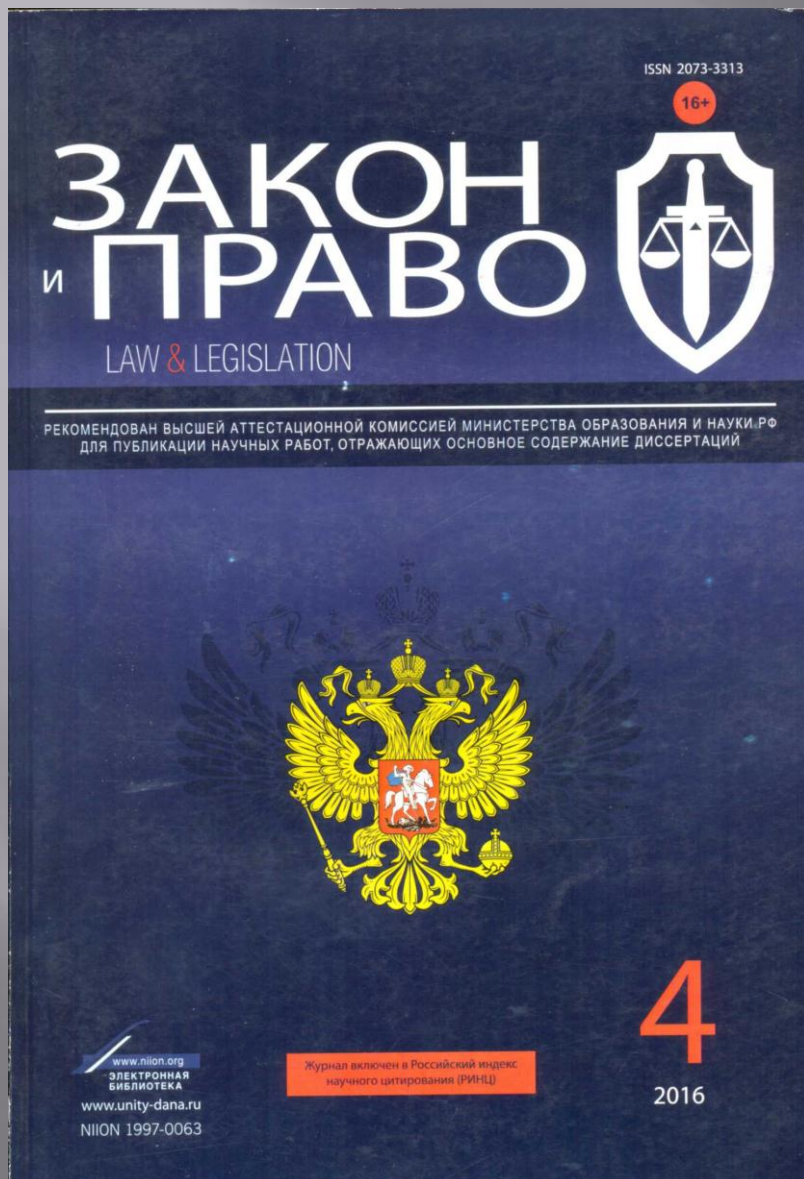 ISSN 2073-3313
16+
ЗАКОН
и ПРАВО
LAW & LEGISLATION
РЕКОМЕНДОВАН ВЫСШЕЙ АТТЕСТАЦИОННОЙ КОМИССИЕЙ МИНИСТЕРСТВА ОБРАЗОВАНИЯ И НАУКИ РФ
ДЛЯ ПУБЛИКАЦИИ НАУЧНЫХ РАБОТ, ОТРАЖАЮЩИХ ОСНОВНОЕ СОДЕРЖАНИЕ ДИССЕРТАЦИЙ
4
2016
www.niion.org
ЭЛЕКТРОННАЯ
БИБЛИОТЕКА
www.unity-dana.ru
NIION 1997-0063
Журнал включен в Российский индекс
научного цитирования (РИНЦ)